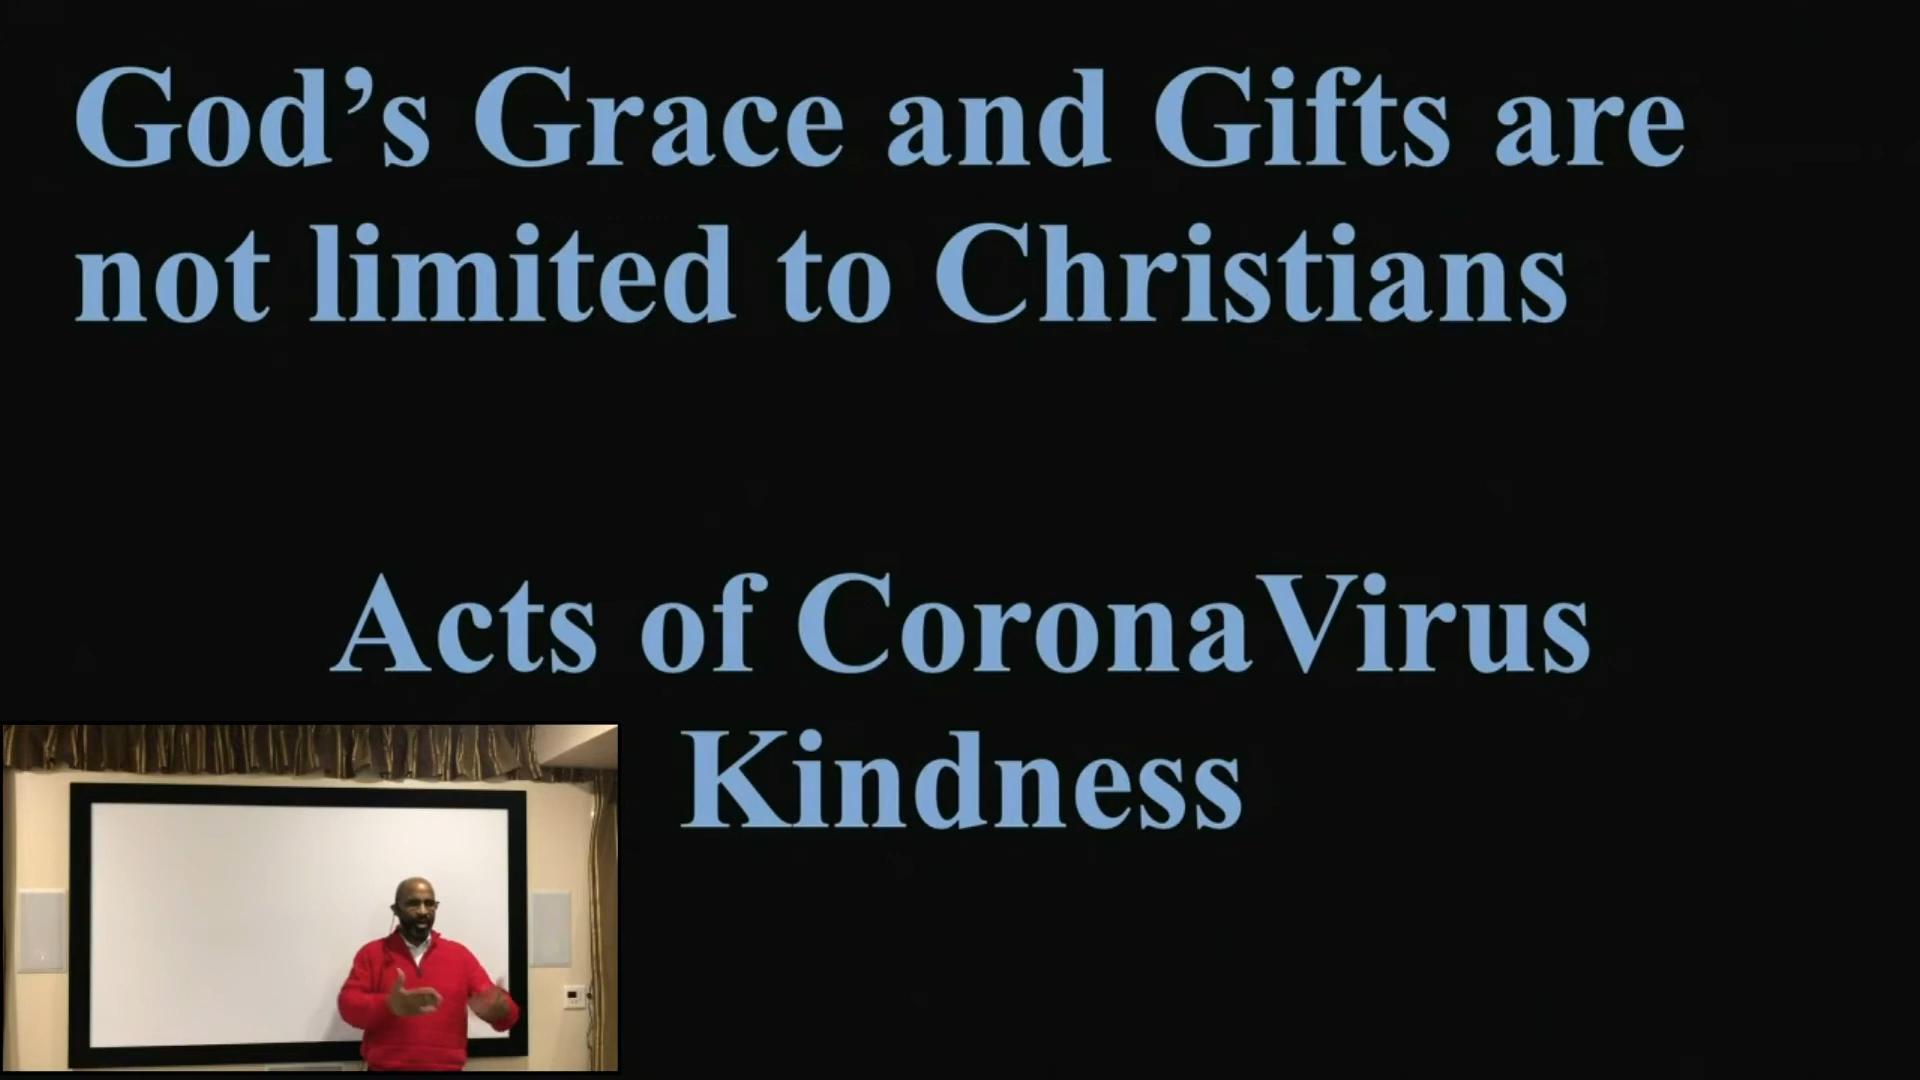 God’s Grace and Gifts are
not limited to Christians
Acts of CoronaVirus
Kindness